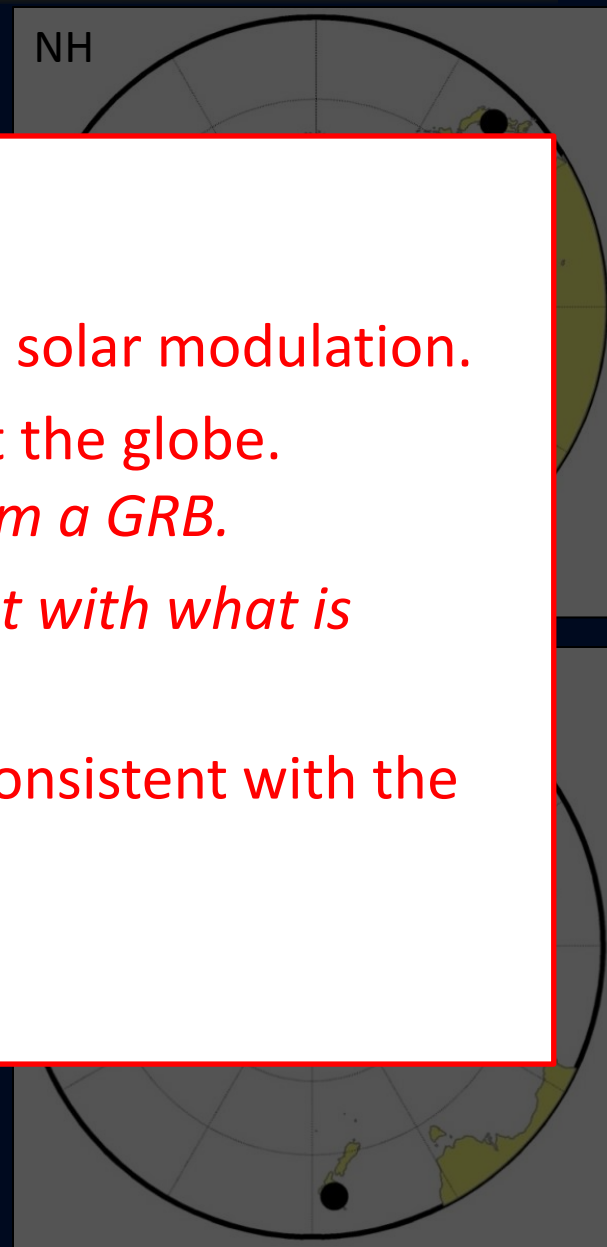 NH
solar modulation.
t the globe.
m a GRB.
t with what is
onsistent with the